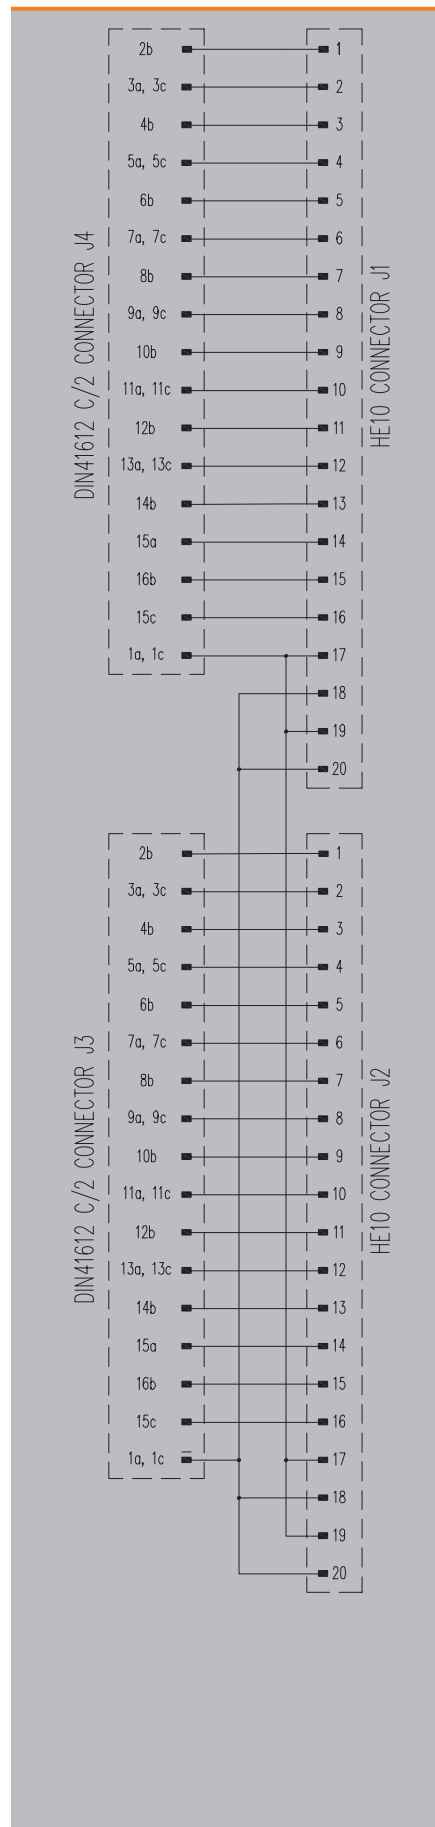 DIN41612 C/2 CONNECTOR J4
HE10 CONNECTOR J1
2b 1
3a, 3c 2
4b 3
5a, 5c 4
6b 5
7a, 7c 6
8b 7
9a, 9c 8
10b 9
11a, 11c 10
12b 11
13a, 13c 12
14b 13
15a 14
16b 15
15c 16
1a, 1c 17
18
19
20
DIN41612 C/2 CONNECTOR J3
HE10 CONNECTOR J2
2b 1
3a, 3c 2
4b 3
5a, 5c 4
6b 5
7a, 7c 6
8b 7
9a, 9c 8
10b 9
11a, 11c 10
12b 11
13a, 13c 12
14b 13
15a 14
16b 15
15c 16
1a, 1c 17
18
19
20